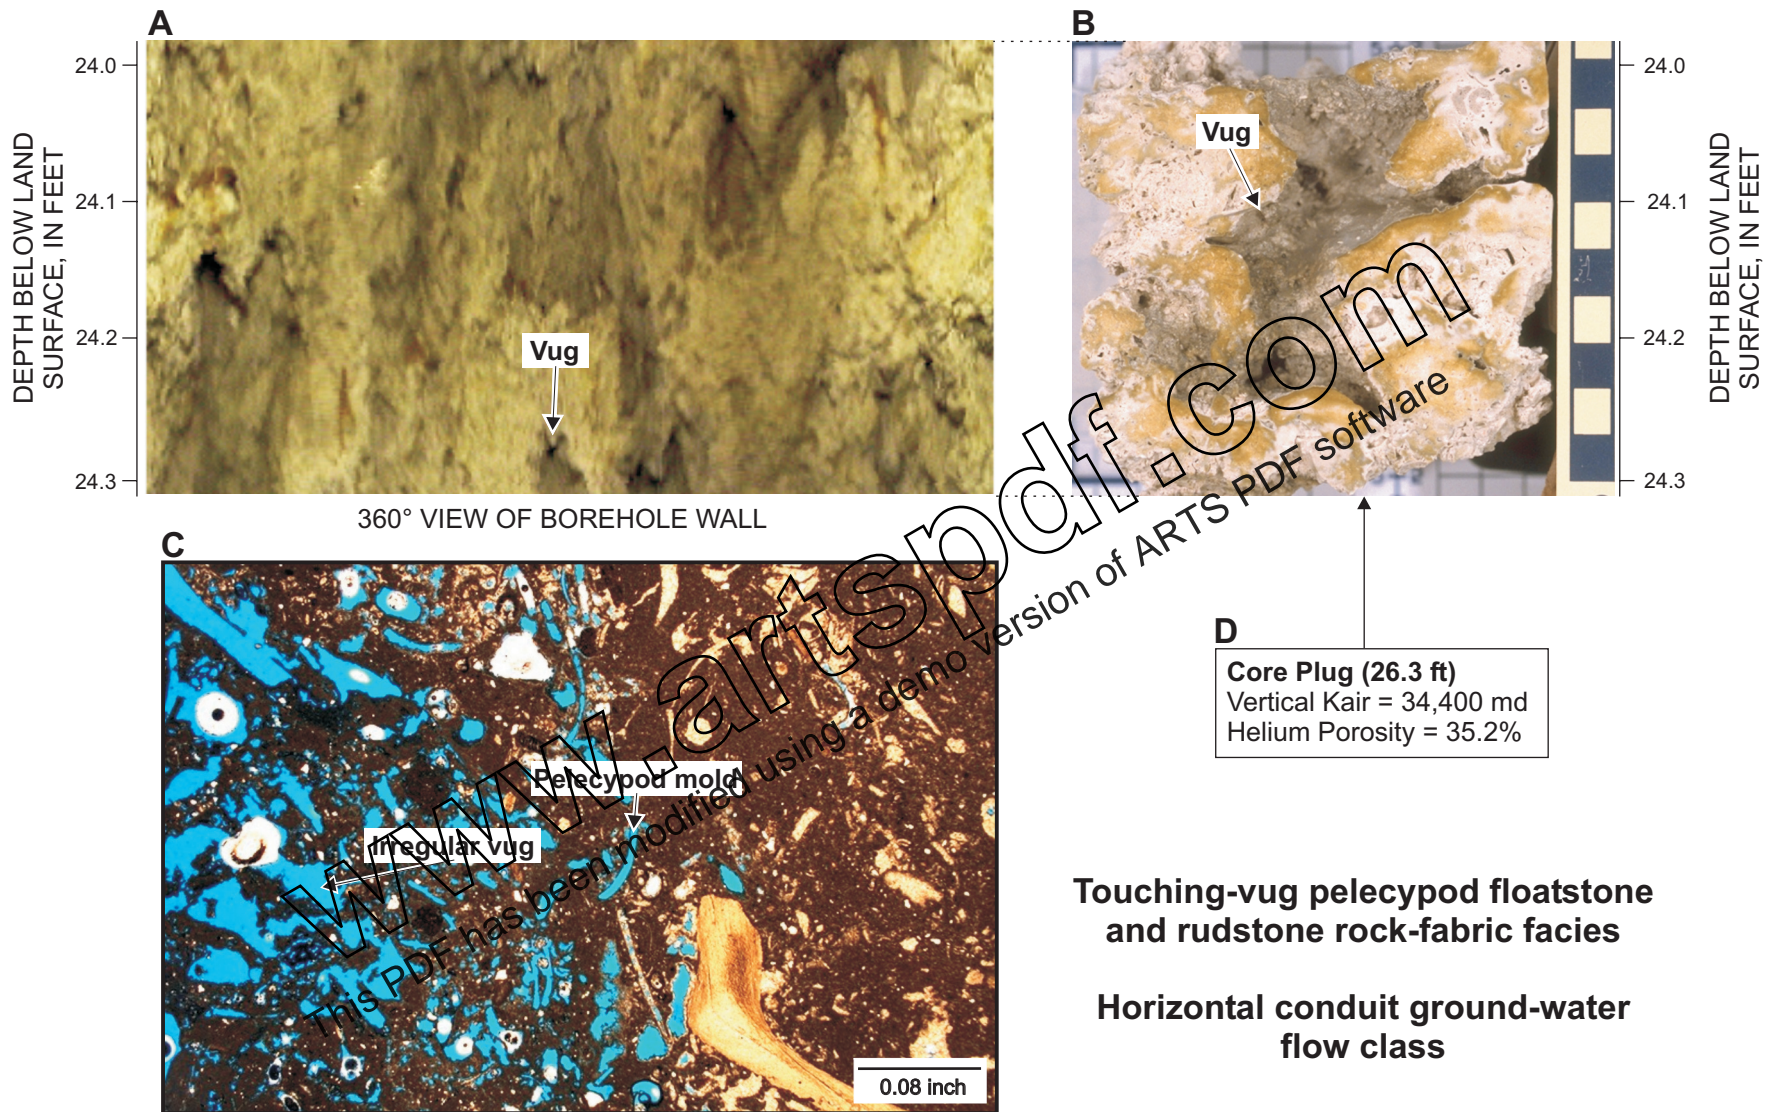 A
B
24.0
24.1
24.2
24.3
DEPTH BELOW LAND
SURFACE, IN FEET
Vug
360° VIEW OF BOREHOLE WALL
Vug
24.0
24.1
24.2
24.3
DEPTH BELOW LAND
SURFACE, IN FEET
C
Pelecypod mold
Irregular vug
0.08 inch
D
Core Plug (26.3 ft)
Vertical Kair = 34,400 md
Helium Porosity = 35.2%
Touching-vug pelecypod floatstone
and rudstone rock-fabric facies
Horizontal conduit ground-water
flow class
www.artspdf.com
This PDF has been modified using a demo version of ARTS PDF software